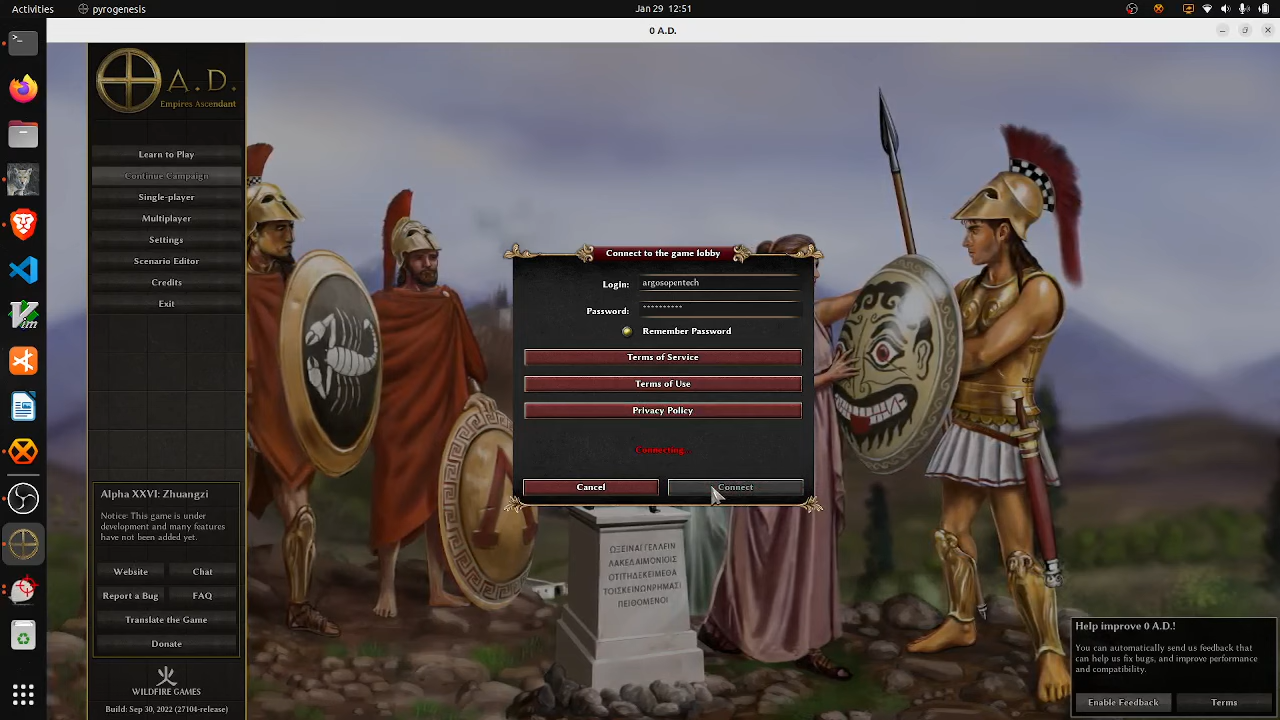 Activities
pyrogenesis
Jan 29 12:51
0 A.D.
A.D.
Empires Ascendant
Learn to Play
Continue Campaign
Single-player
Multiplayer
Settings
Scenario Editor
Credits
Exit
Connect to the game lobby
Login:
argosopentech
Password:
**********
Remember Password
Terms of Service
Terms of Use
Privacy Policy
Connecting..
Cancel
Connect
ΩΞΕΙΝΑΓΓΕΛΛΕΙΝ
ΛΑΚΕΔΑΙΜΟΝΙΟΙΣ
ΟΤΙΤΗΔΕΚΕΙΜΕΘΑ
ΤΟΙΣΚΕΙΝΩΝΡΗΜΑΣΙ
ΠΕΙΘΟΜΕΝΟΙ
Alpha XXVI: Zhuangzi
Notice: This game is under
development and many features
have not been added yet.
Website
Chat
Report a Bug
FAQ
Translate the Game
Donate
WILDFIRE GAMES
Build: Sep 30, 2022 (27104-release)
Help improve 0 A.D.!
You can automatically send us feedback that
can help us fix bugs, and improve performance
and compatibility.
Enable Feedback
Terms